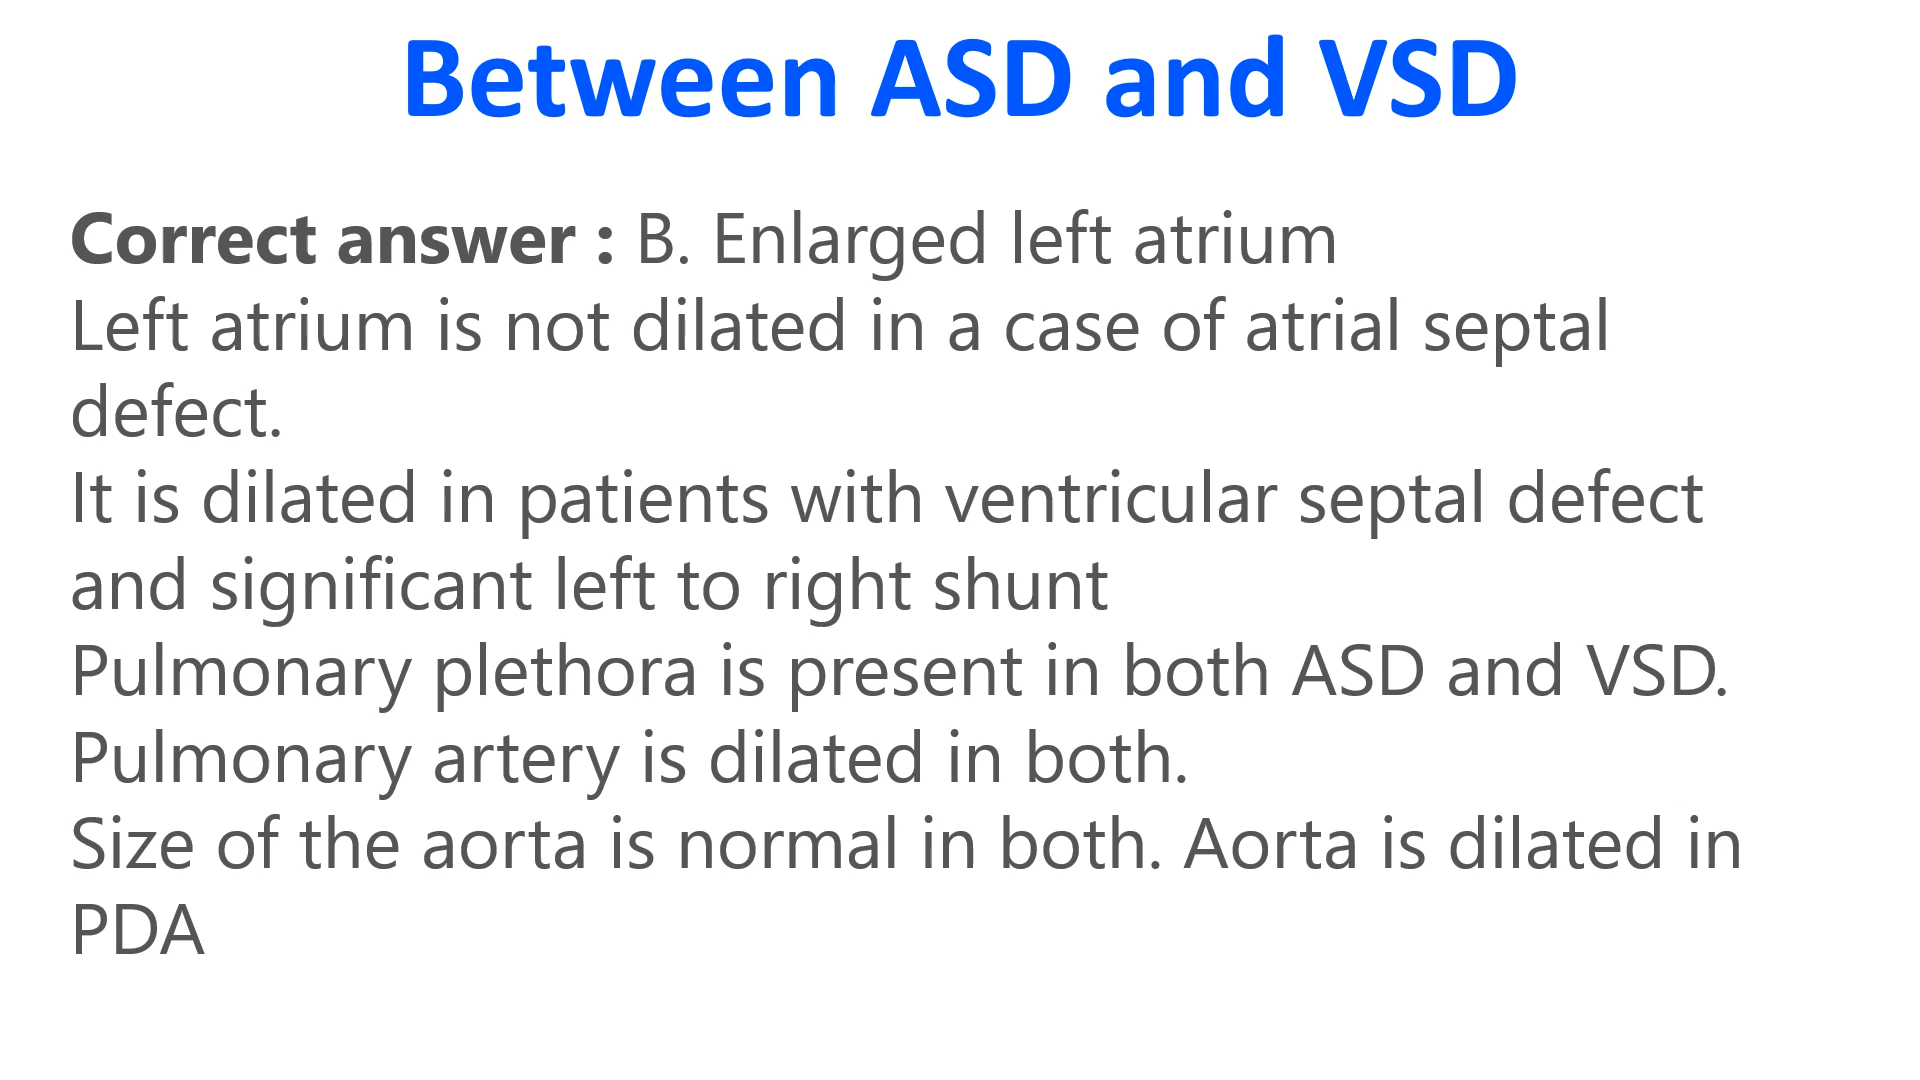 Between ASD and VSD
Correct answer : B. Enlarged left atrium
Left atrium is not dilated in a case of atrial septal
defect.
It is dilated in patients with ventricular septal defect
and significant left to right shunt
Pulmonary plethora is present in both ASD and VSD.
Pulmonary artery is dilated in both.
Size of the aorta is normal in both. Aorta is dilated in
PDA